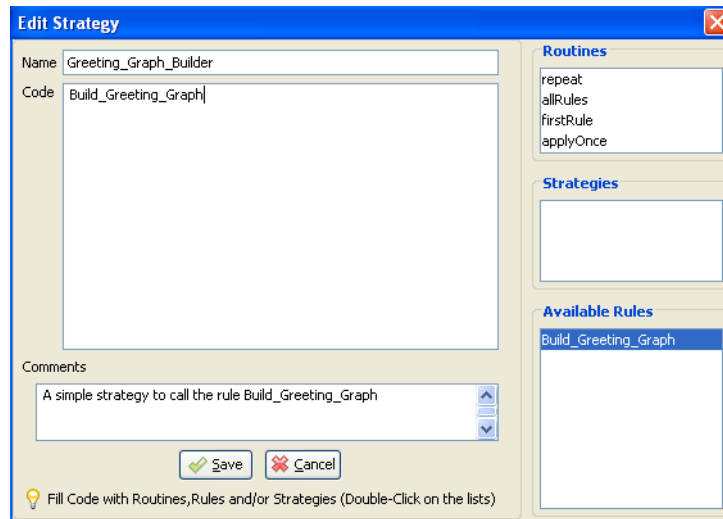 Edit Strategy
Name Greeting_Graph_Builder
Code Build_Greeting_Graph
Comments
A simple strategy to call the rule Build_Greeting_Graph
Save Cancel
Fill Code with Routines,Rules and/or Strategies (Double-Click on the lists)
Routines
repeat
allRules
firstRule
applyOnce
Strategies
Available Rules
Build_Greeting_Graph